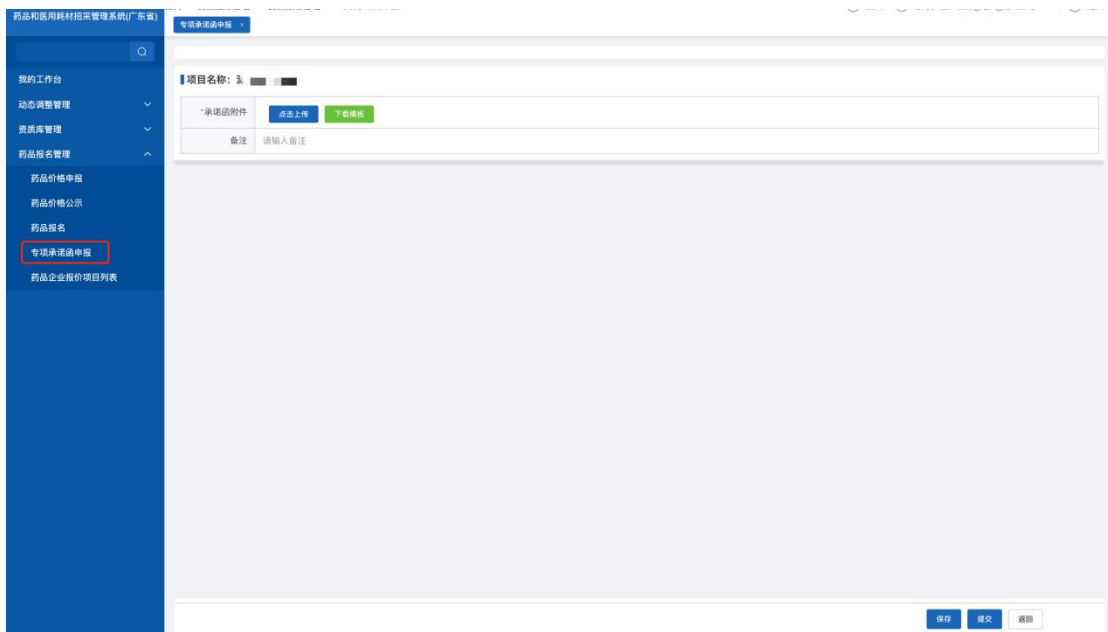 药品和医用耗材招采管理系统(广东省)
专项承诺函申报 ×
我的工作台
动态调整管理
资质库管理
药品报名管理
药品价格申报
药品价格公示
药品报名
专项承诺函申报
药品企业报价项目列表
项目名称:
*承诺函附件 点击上传 下载模板
备注 请输入备注
保存 提交 返回